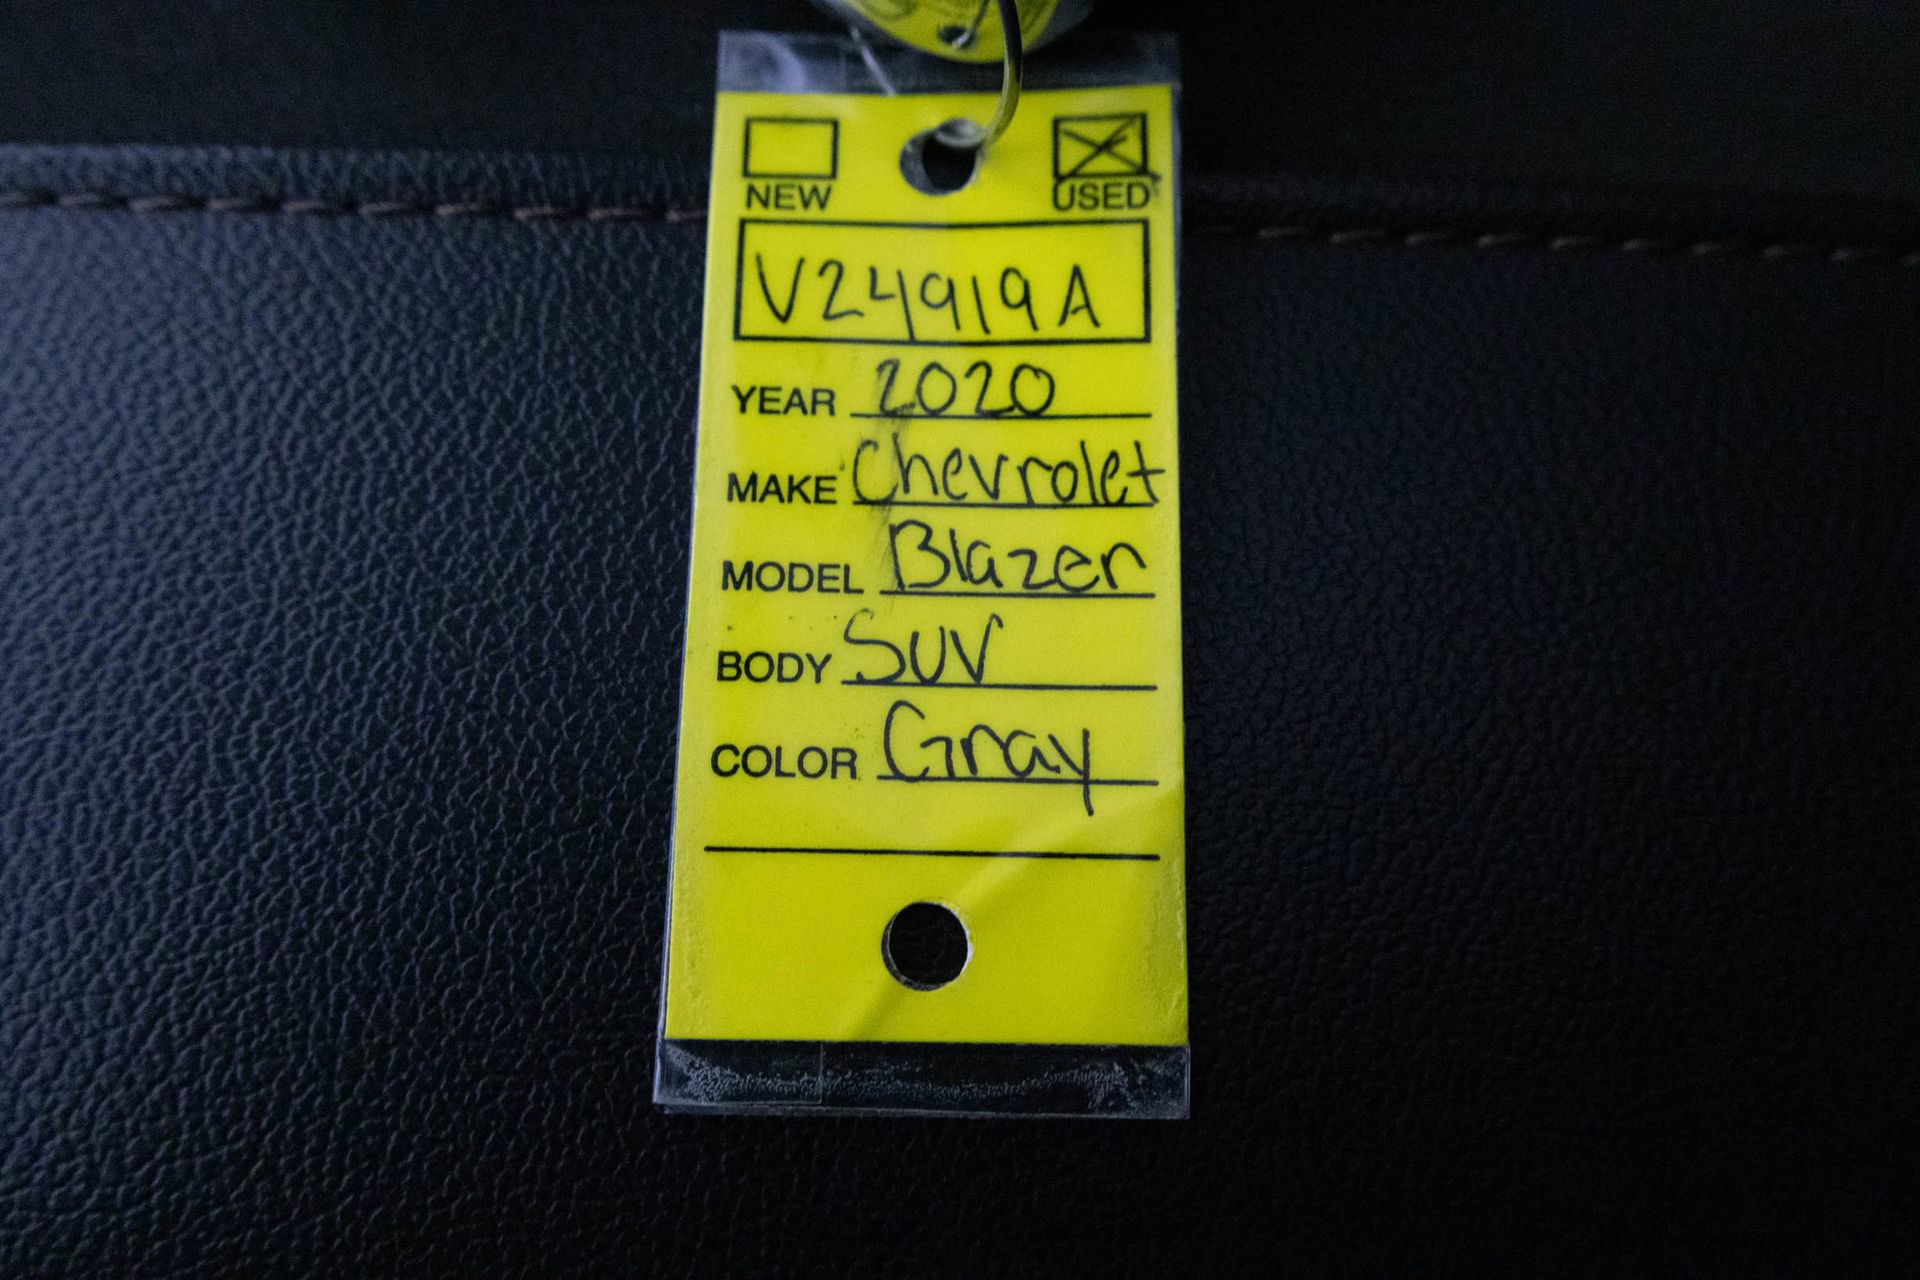 NEW USED
V24919A
YEAR 2020
MAKE Chevrolet
MODEL Blazer
BODY SUV
COLOR Gray